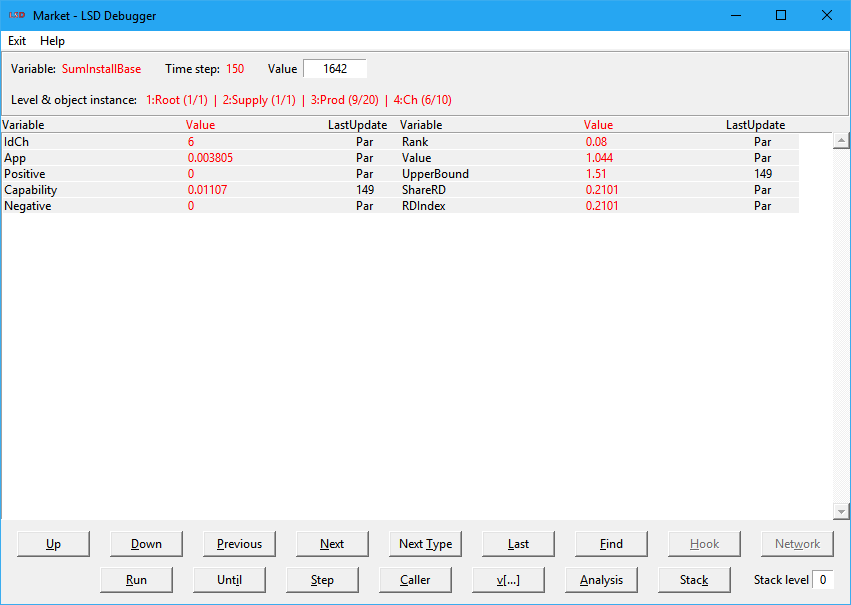 LSD Market - LSD Debugger
Exit Help
Variable: SumInstallBase Time step: 150 Value 1642
Level & object instance: 1:Root (1/1) | 2:Supply (1/1) | 3:Prod (9/20) | 4:Ch (6/10)
Variable Value LastUpdate Variable Value LastUpdate
IdCh 6 Par Rank 0.08 Par
App 0.003805 Par Value 1.044 Par
Positive 0 Par UpperBound 1.51 149
Capability 0.01107 149 ShareRD 0.2101 Par
Negative 0 Par RDIndex 0.2101 Par
Up Down Previous Next Next Type Last Find Hook Network
Run Until Step Caller v[...] Analysis Stack Stack level 0